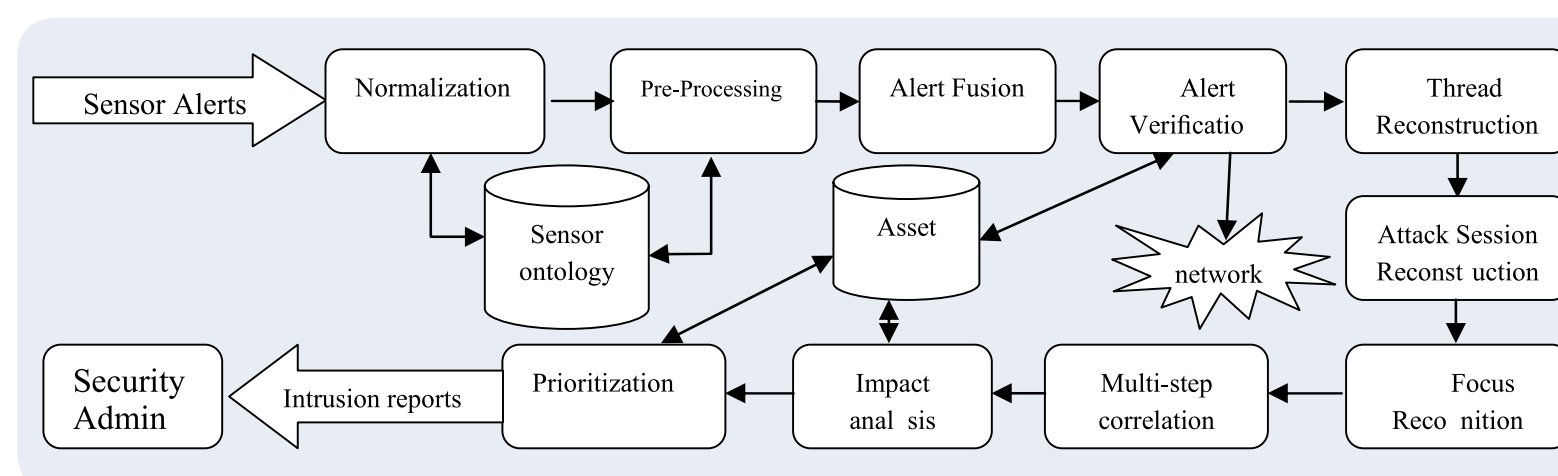 Sensor Alerts
Normalization
Pre-Processing
Alert Fusion
Alert
Verificatio
Thread
Reconstruction
Sensor
ontology
Asset
network
Attack Session
Reconst uction
Security
Admin
Intrusion reports
Prioritization
Impact
anal sis
Multi-step
correlation
Focus
Reco nition